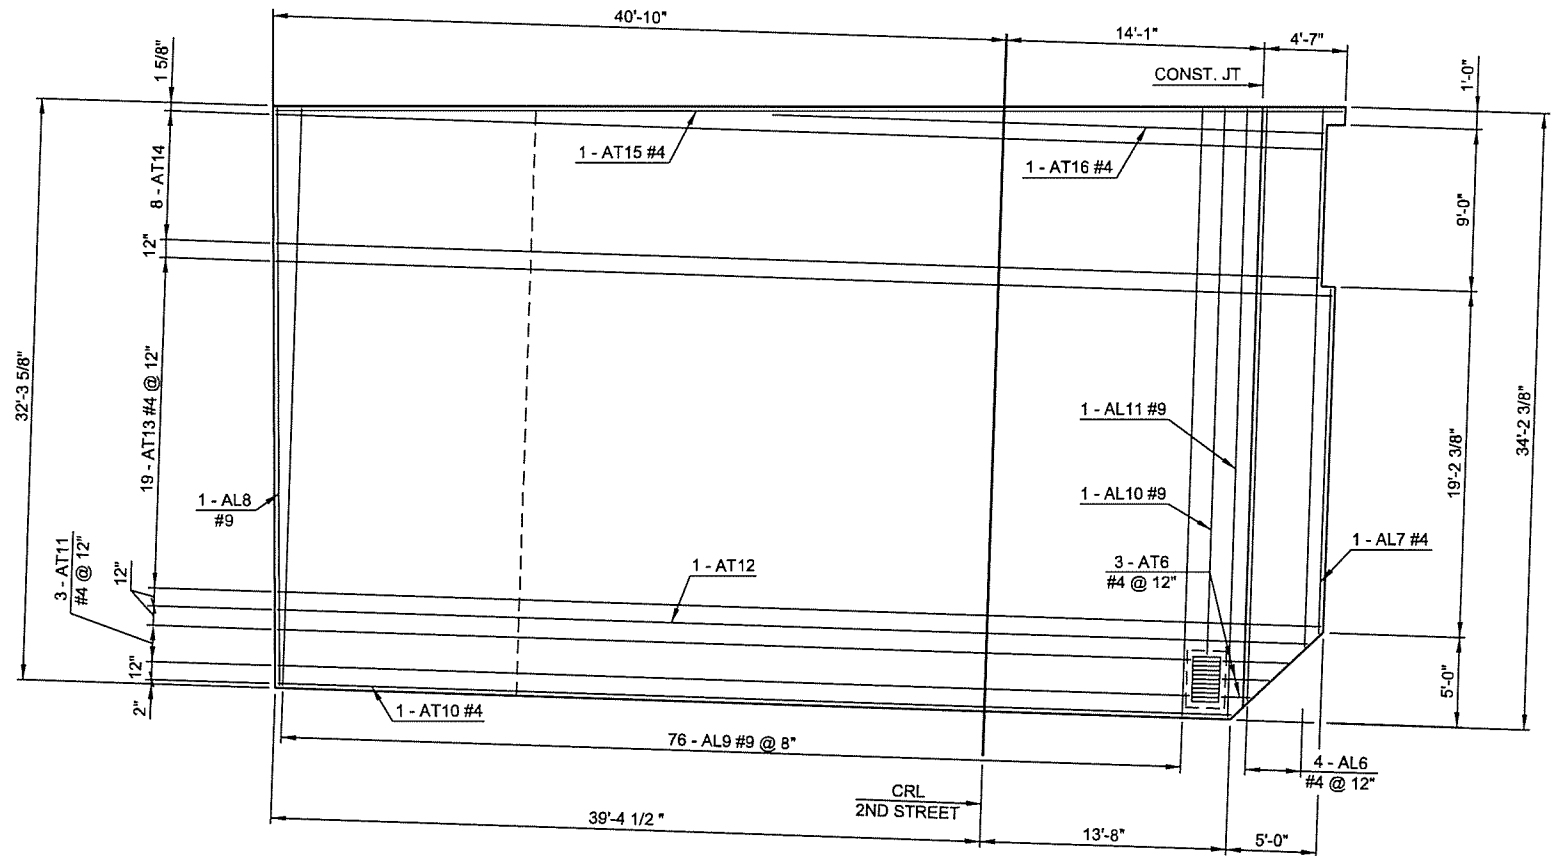 40'-10"
14'-1"
4'-7"
CONST. JT
1 5/8"
1'-0"
8 - AT14
1 - AT15 #4
1 - AT16 #4
9'-0"
12"
32'-3 5/8"
19 - AT13 #4 @ 12"
34'-2 3/8"
19'-2 3/8"
1 - AL11 #9
1 - AL8
#9
1 - AL10 #9
3 - AT11
#4 @ 12"
12"
1 - AT12
3 - AT6
#4 @ 12"
1 - AL7 #4
12"
2"
5'-0"
1 - AT10 #4
76 - AL9 #9 @ 8"
4 - AL6
#4 @ 12"
CRL
2ND STREET
39'-4 1/2 "
13'-8"
5'-0"